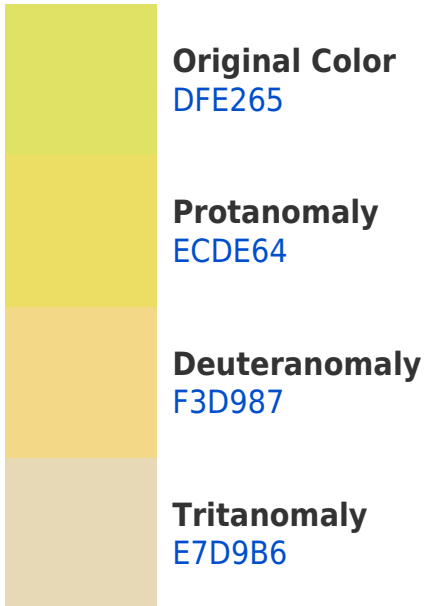 Original Color
DFE265
Protanomaly
ECDE64
Deuteranomaly
F3D987
Tritanomaly
E7D9B6